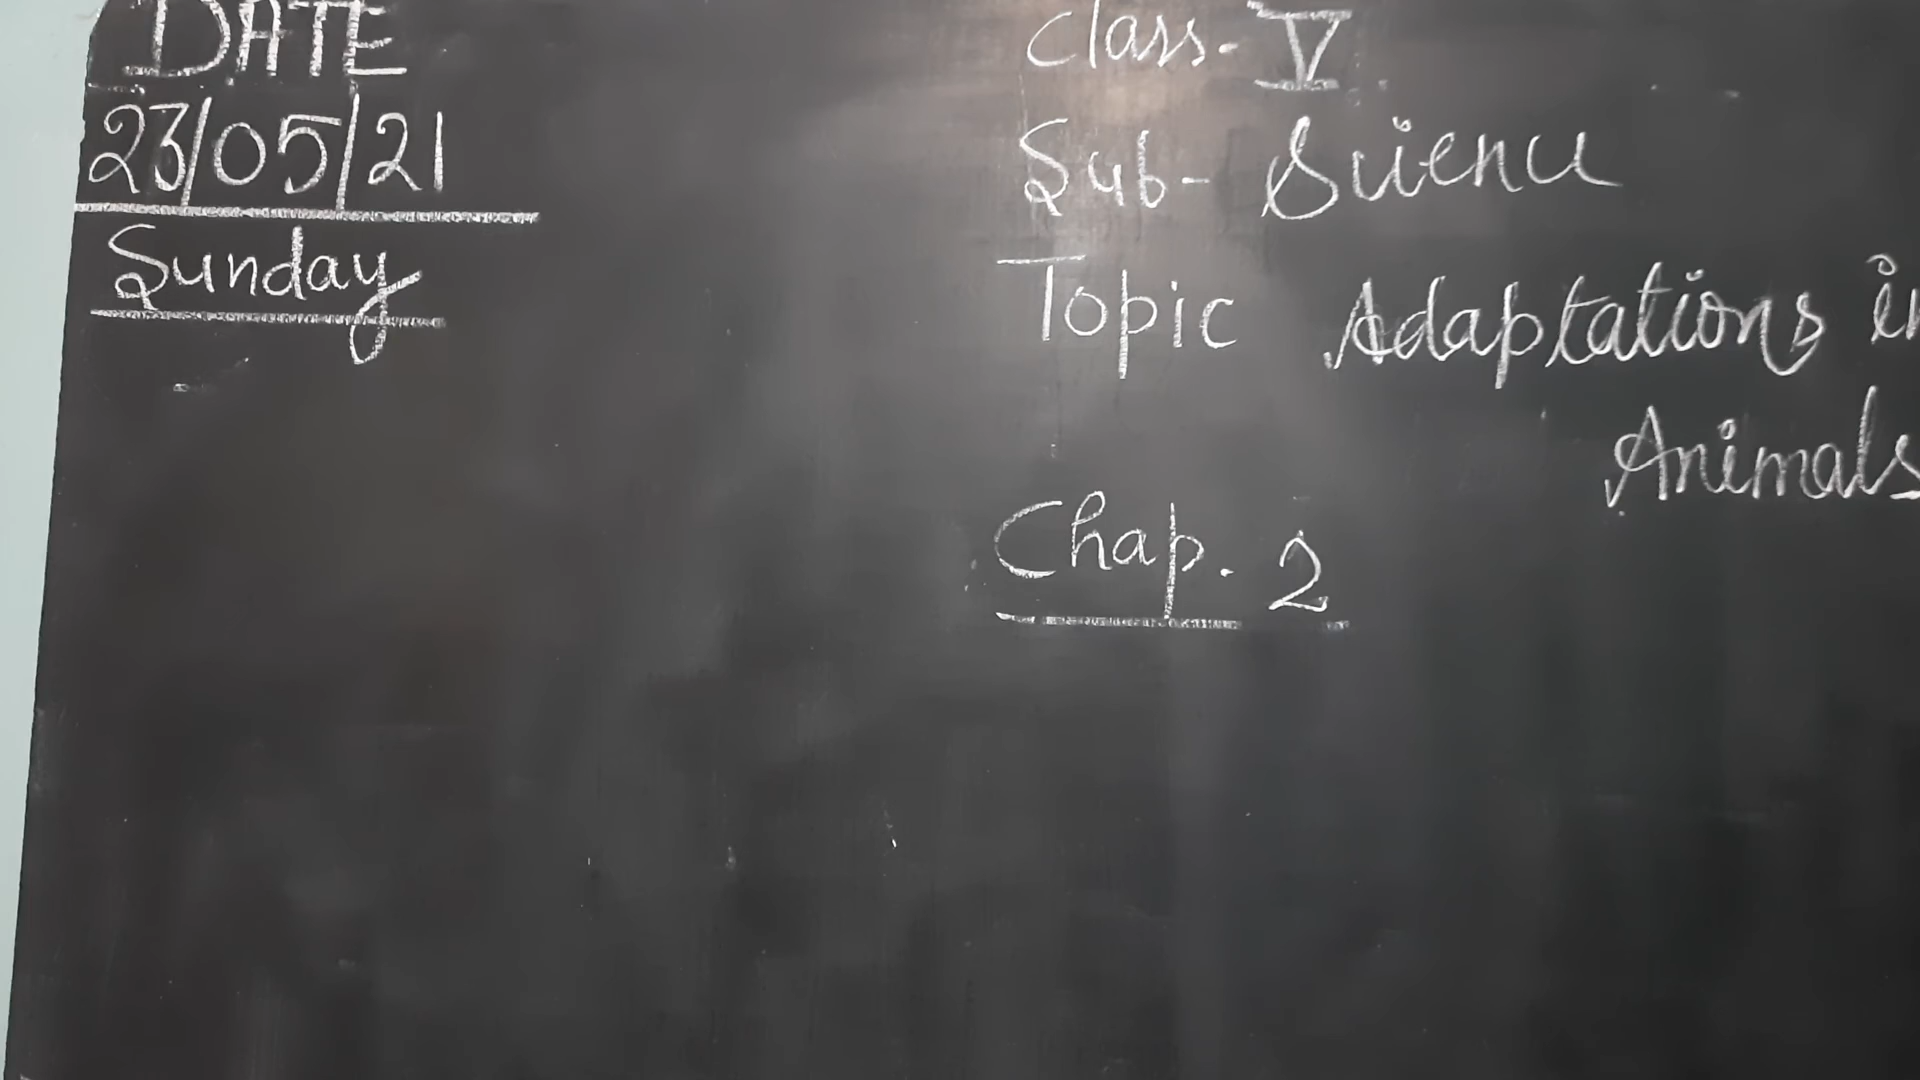 DATE
23/05/21
Sunday
Class - V
Sub - Science
Topic Adaptations in
Animals
Chap. 2